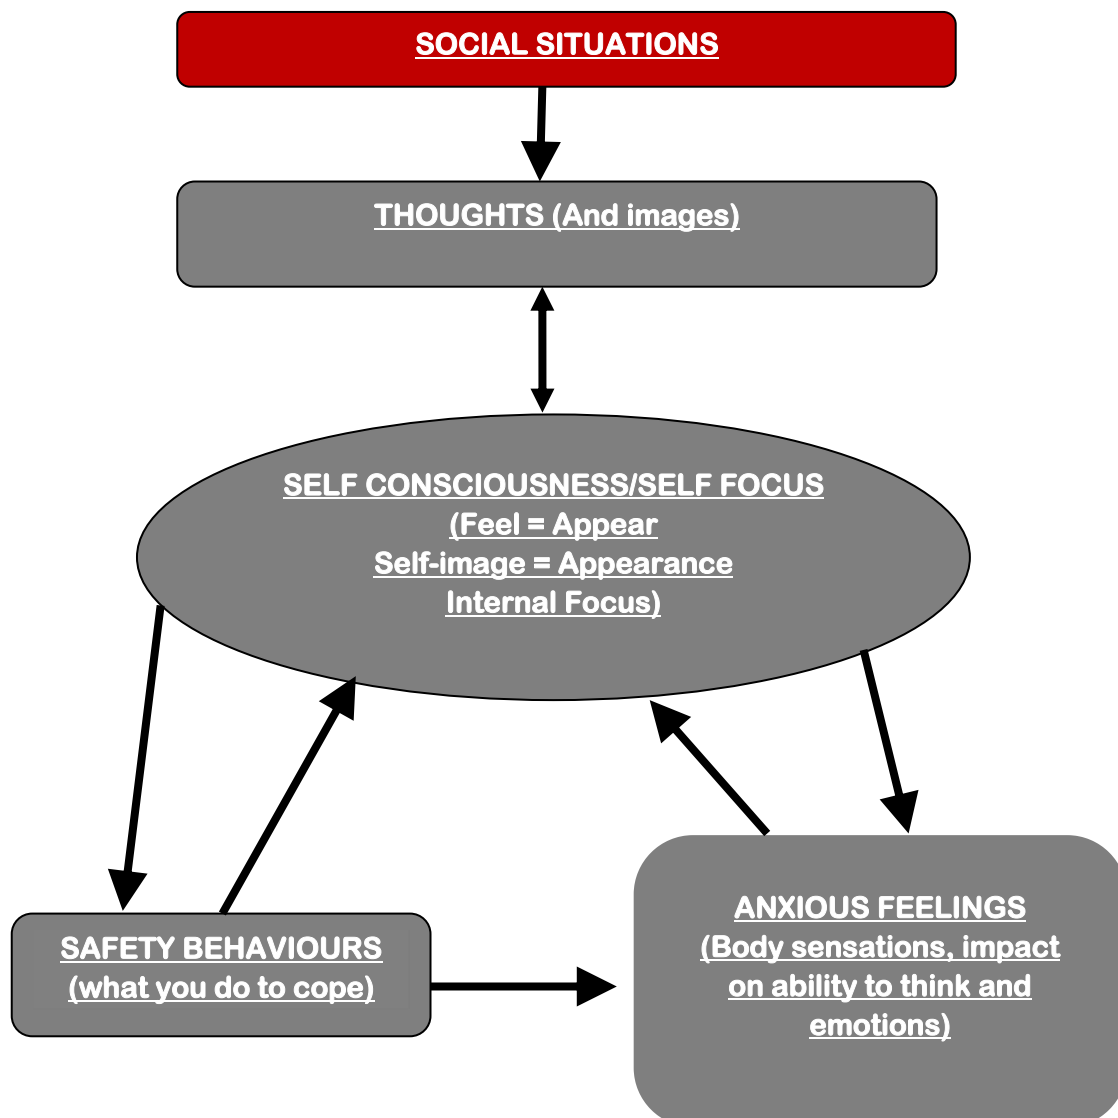 SOCIAL SITUATIONS
THOUGHTS (And images)
SELF CONSCIOUSNESS/SELF FOCUS
(Feel = Appear
Self-image = Appearance
Internal Focus)
SAFETY BEHAVIOURS
(what you do to cope)
ANXIOUS FEELINGS
(Body sensations, impact
on ability to think and
emotions)